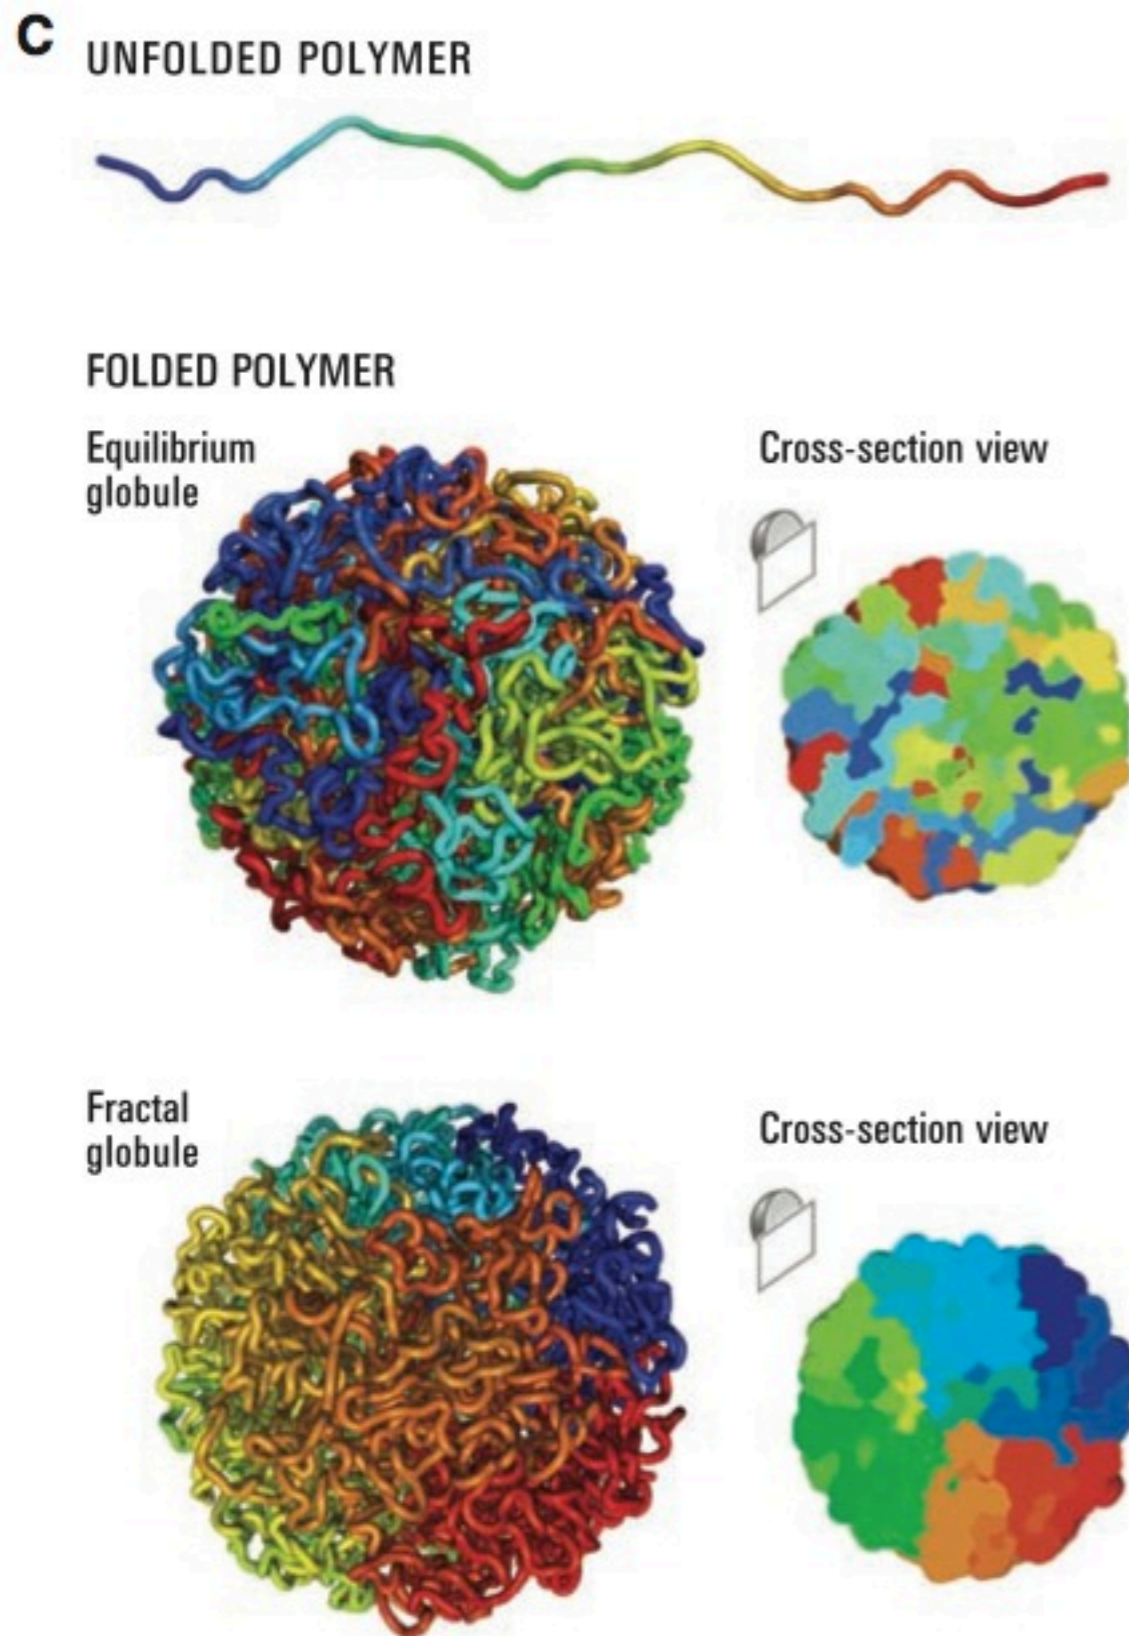 C
UNFOLDED POLYMER
FOLDED POLYMER
Equilibrium
globule
Cross-section view
Fractal
globule
Cross-section view